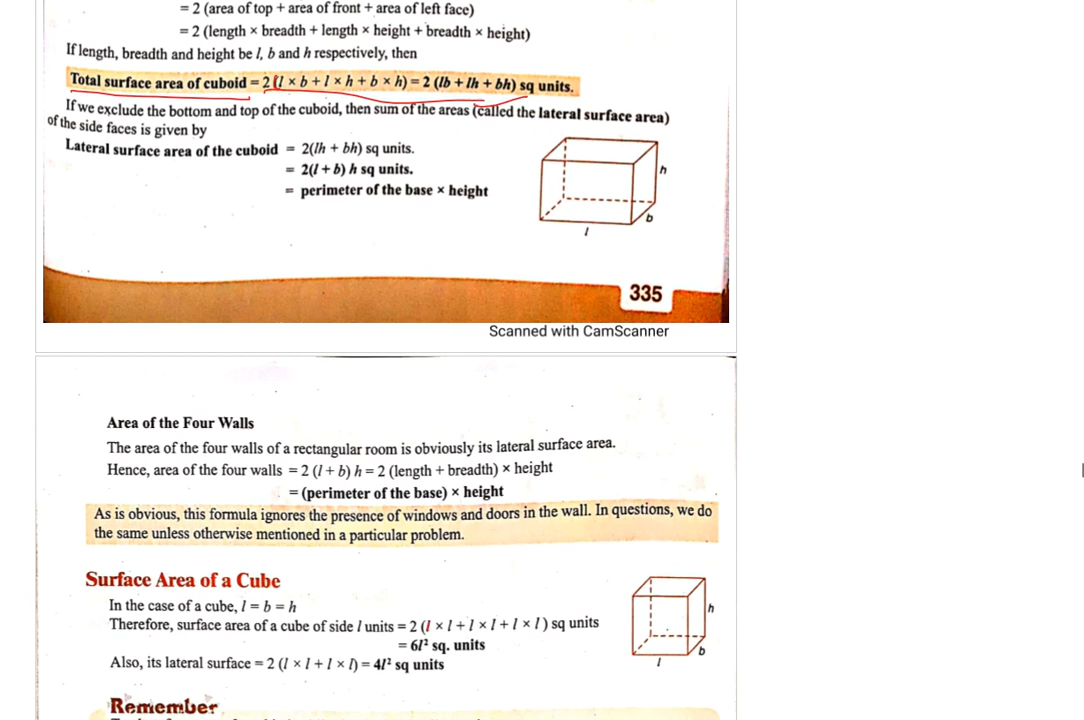 = 2 (area of top + area of front + area of left face)
= 2 (length × breadth + length × height + breadth × height)
If length, breadth and height be l, b and h respectively, then
Total surface area of cuboid = 2 (l × b + l × h + b × h) = 2 (lb + lh + bh) sq units.
If we exclude the bottom and top of the cuboid, then sum of the areas (called the lateral surface area)
of the side faces is given by
Lateral surface area of the cuboid = 2(lh + bh) sq units.
= 2(l + b) h sq units.
= perimeter of the base × height
h
b
l
335
Scanned with CamScanner
Area of the Four Walls
The area of the four walls of a rectangular room is obviously its lateral surface area.
Hence, area of the four walls = 2 (l + b) h = 2 (length + breadth) × height
= (perimeter of the base) × height
As is obvious, this formula ignores the presence of windows and doors in the wall. In questions, we do
the same unless otherwise mentioned in a particular problem.
Surface Area of a Cube
In the case of a cube, l = b = h
Therefore, surface area of a cube of side l units = 2 (l × l + l × l + l × l) sq units
= 6l² sq. units
Also, its lateral surface = 2 (l × l + l × l) = 4l² sq units
h
b
l
Remember